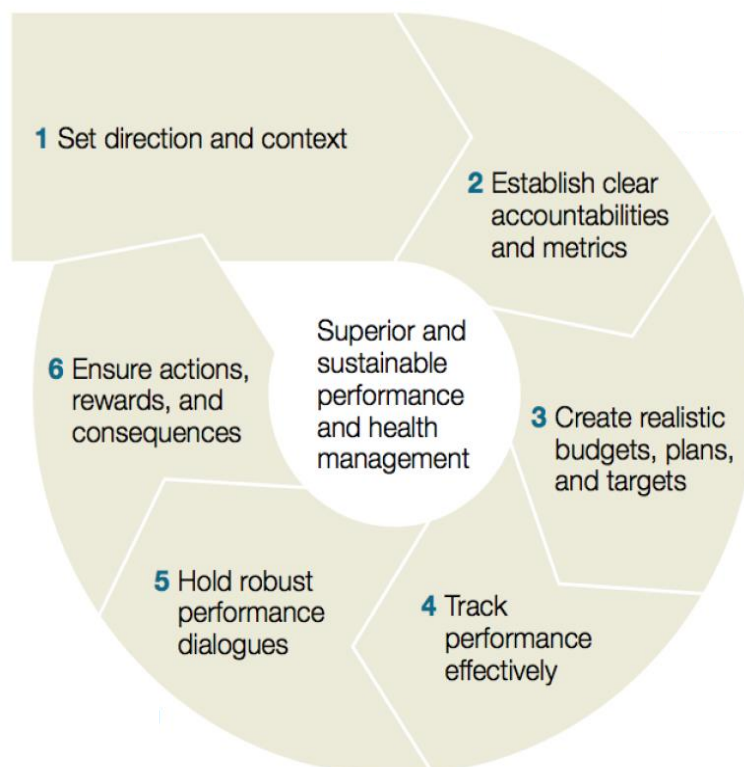 1 Set direction and context
2 Establish clear
accountabilities
and metrics
3 Create realistic
budgets, plans,
and targets
4 Track
performance
effectively
5 Hold robust
performance
dialogues
6 Ensure actions,
rewards, and
consequences
Superior and
sustainable
performance
and health
management